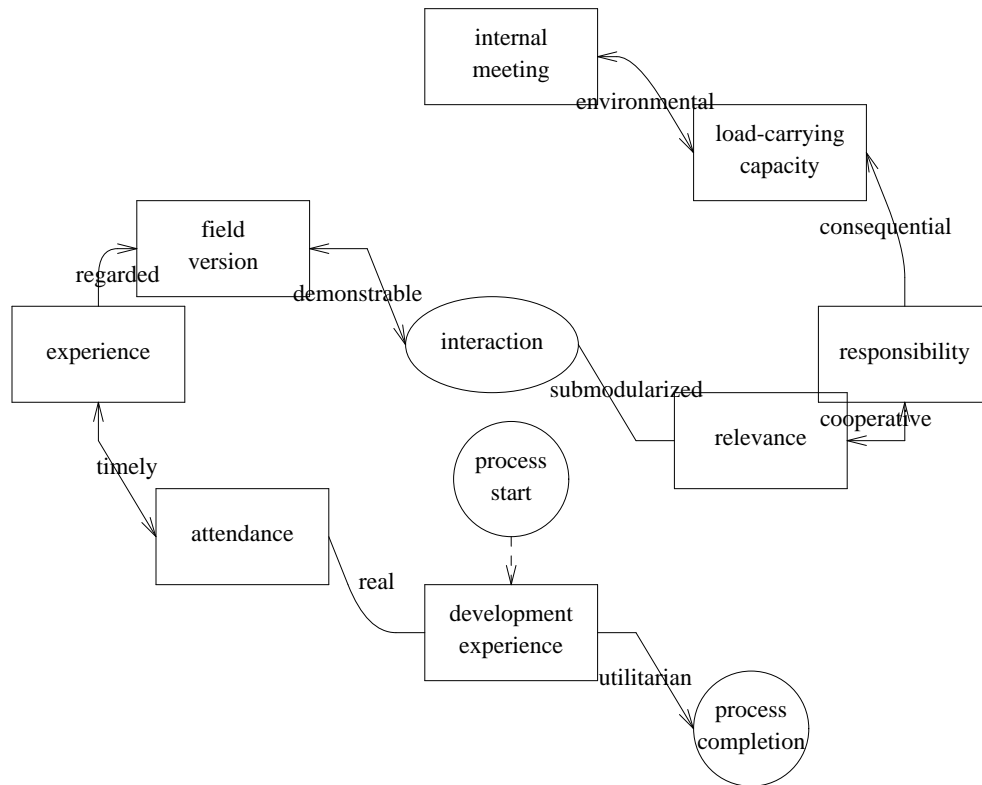 internal
meeting
environmental
load-carrying
capacity
consequential
field
version
regarded
demonstrable
interaction
experience
responsibility
submodularized
cooperative
relevance
process
start
timely
attendance
real
development
experience
utilitarian
process
completion